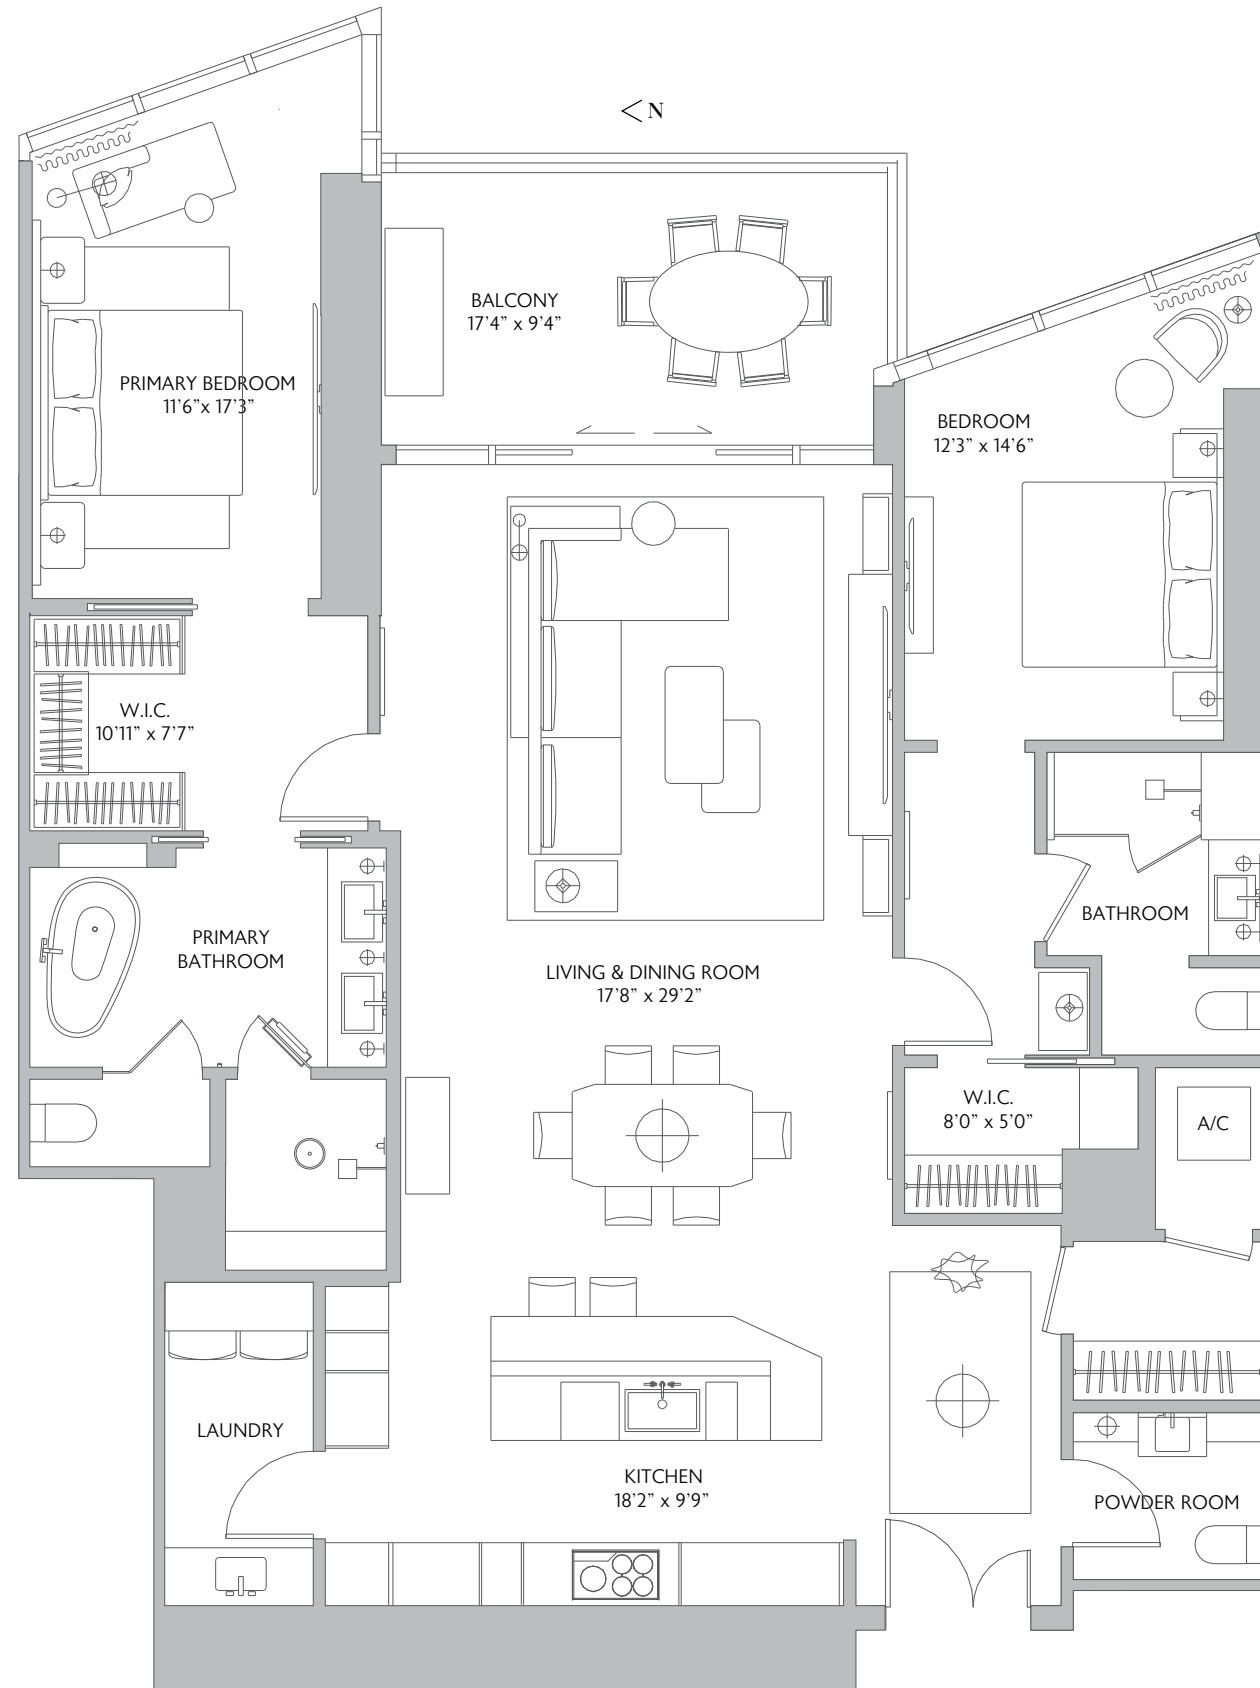 N
BALCONY
17'4" x 9'4"
PRIMARY BEDROOM
11'6"x 17'3"
BEDROOM
12'3" x 14'6"
W.I.C.
10'11" x 7'7"
PRIMARY
BATHROOM
BATHROOM
LIVING & DINING ROOM
17'8" x 29'2"
W.I.C.
8'0" x 5'0"
A/C
LAUNDRY
KITCHEN
18'2" x 9'9"
POWDER ROOM